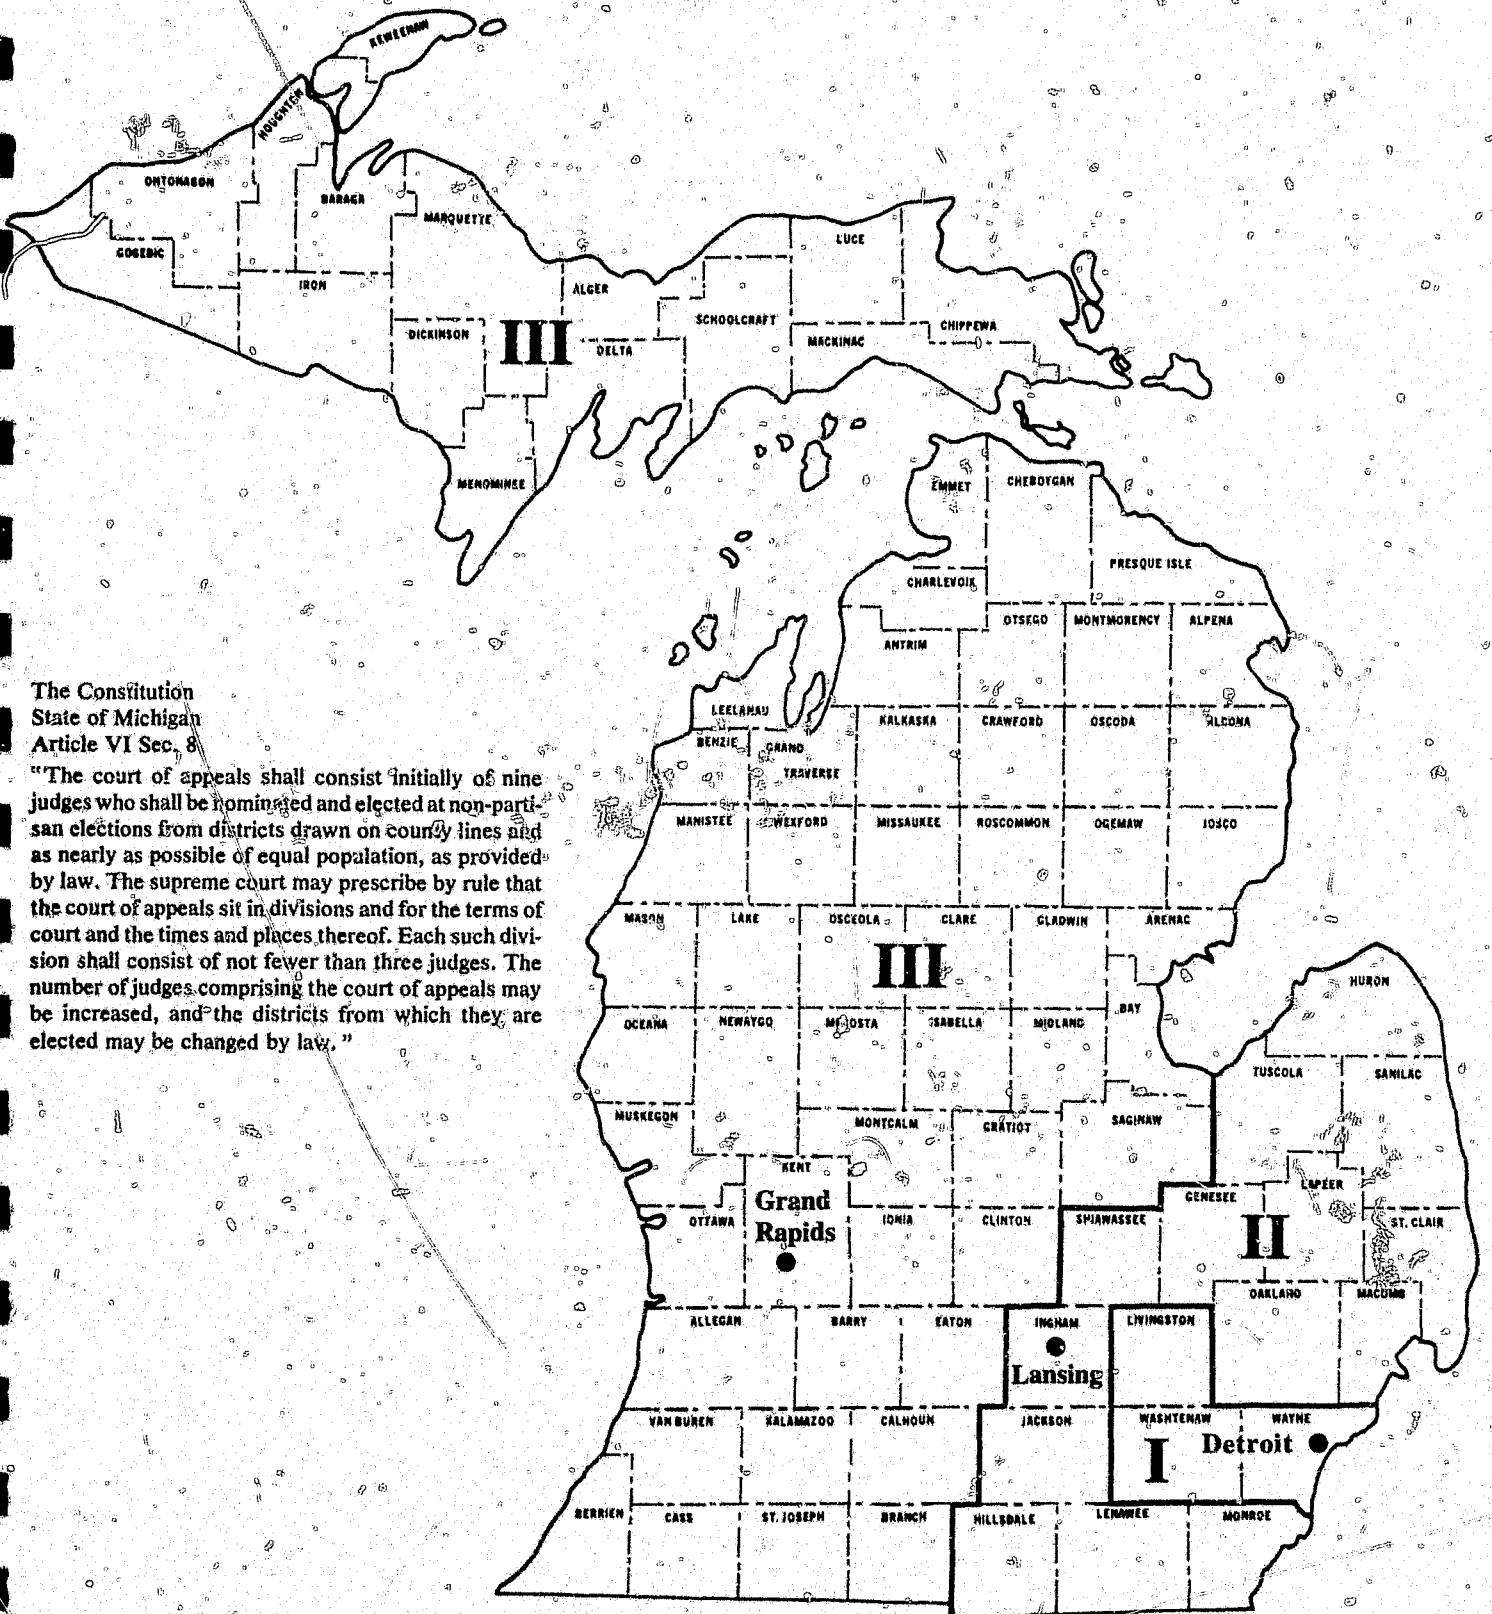 KEWEENAW
HOUGHTON
ONTONAGON
BARAGA
MARQUETTE
GOGEBIC
IRON
LUCE
ALGER
SCHOOLCRAFT
CHIPPEWA
DICKINSON
III
DELTA
MACKINAC
MENOMINEE
EMMET
CHEBOYGAN
PRESQUE ISLE
CHARLEVOIX
OTSEGO
MONTMORENCY
ALPENA
ANTRIM
The Constitution
State of Michigan
Article VI Sec. 8
"The court of appeals shall consist initially of nine
judges who shall be nominated and elected at non-parti-
san elections from districts drawn on county lines and
as nearly as possible of equal population, as provided
by law. The supreme court may prescribe by rule that
the court of appeals sit in divisions and for the terms of
court and the times and places thereof. Each such divi-
sion shall consist of not fewer than three judges. The
number of judges comprising the court of appeals may
be increased, and the districts from which they are
elected may be changed by law."
LEELANAU
KALKASKA
CRAWFORD
OSCODA
ALCONA
BENZIE
GRAND
TRAVERSE
MANISTEE
WEXFORD
MISSAUKEE
ROSCOMMON
OGEMAW
IOSCO
MASON
LAKE
OSCEOLA
CLARE
GLADWIN
ARENAC
III
HURON
OCEANA
NEWAYGO
MECOSTA
ISABELLA
MIDLAND
BAY
TUSCOLA
SANILAC
MUSKEGON
MONTCALM
GRATIOT
SAGINAW
KENT
GENESEE
LAPEER
Grand
Rapids
OTTAWA
IONIA
CLINTON
SHIAWASSEE
II
ST. CLAIR
OAKLAND
MACOMB
ALLEGAN
BARRY
EATON
INGHAM
LIVINGSTON
Lansing
VAN BUREN
KALAMAZOO
CALHOUN
JACKSON
WASHTENAW
WAYNE
I
Detroit
BERRIEN
CASS
ST. JOSEPH
BRANCH
HILLSDALE
LENAWEE
MONROE